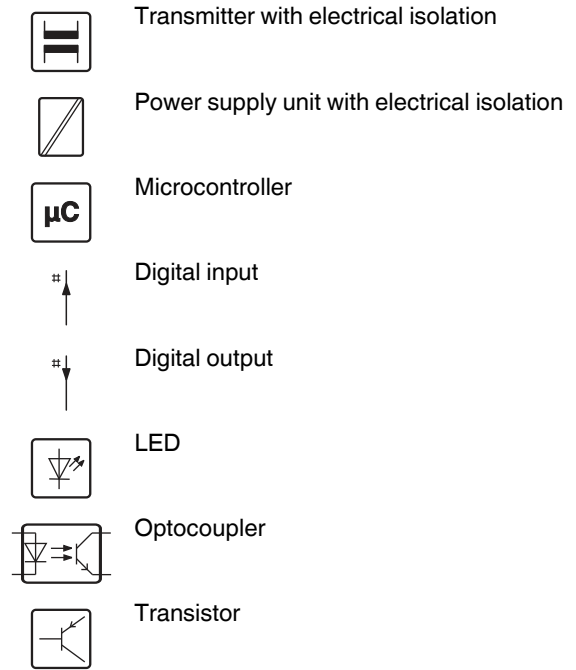 Transmitter with electrical isolation
Power supply unit with electrical isolation
µC
Microcontroller
#
Digital input
#
Digital output
LED
Optocoupler
Transistor